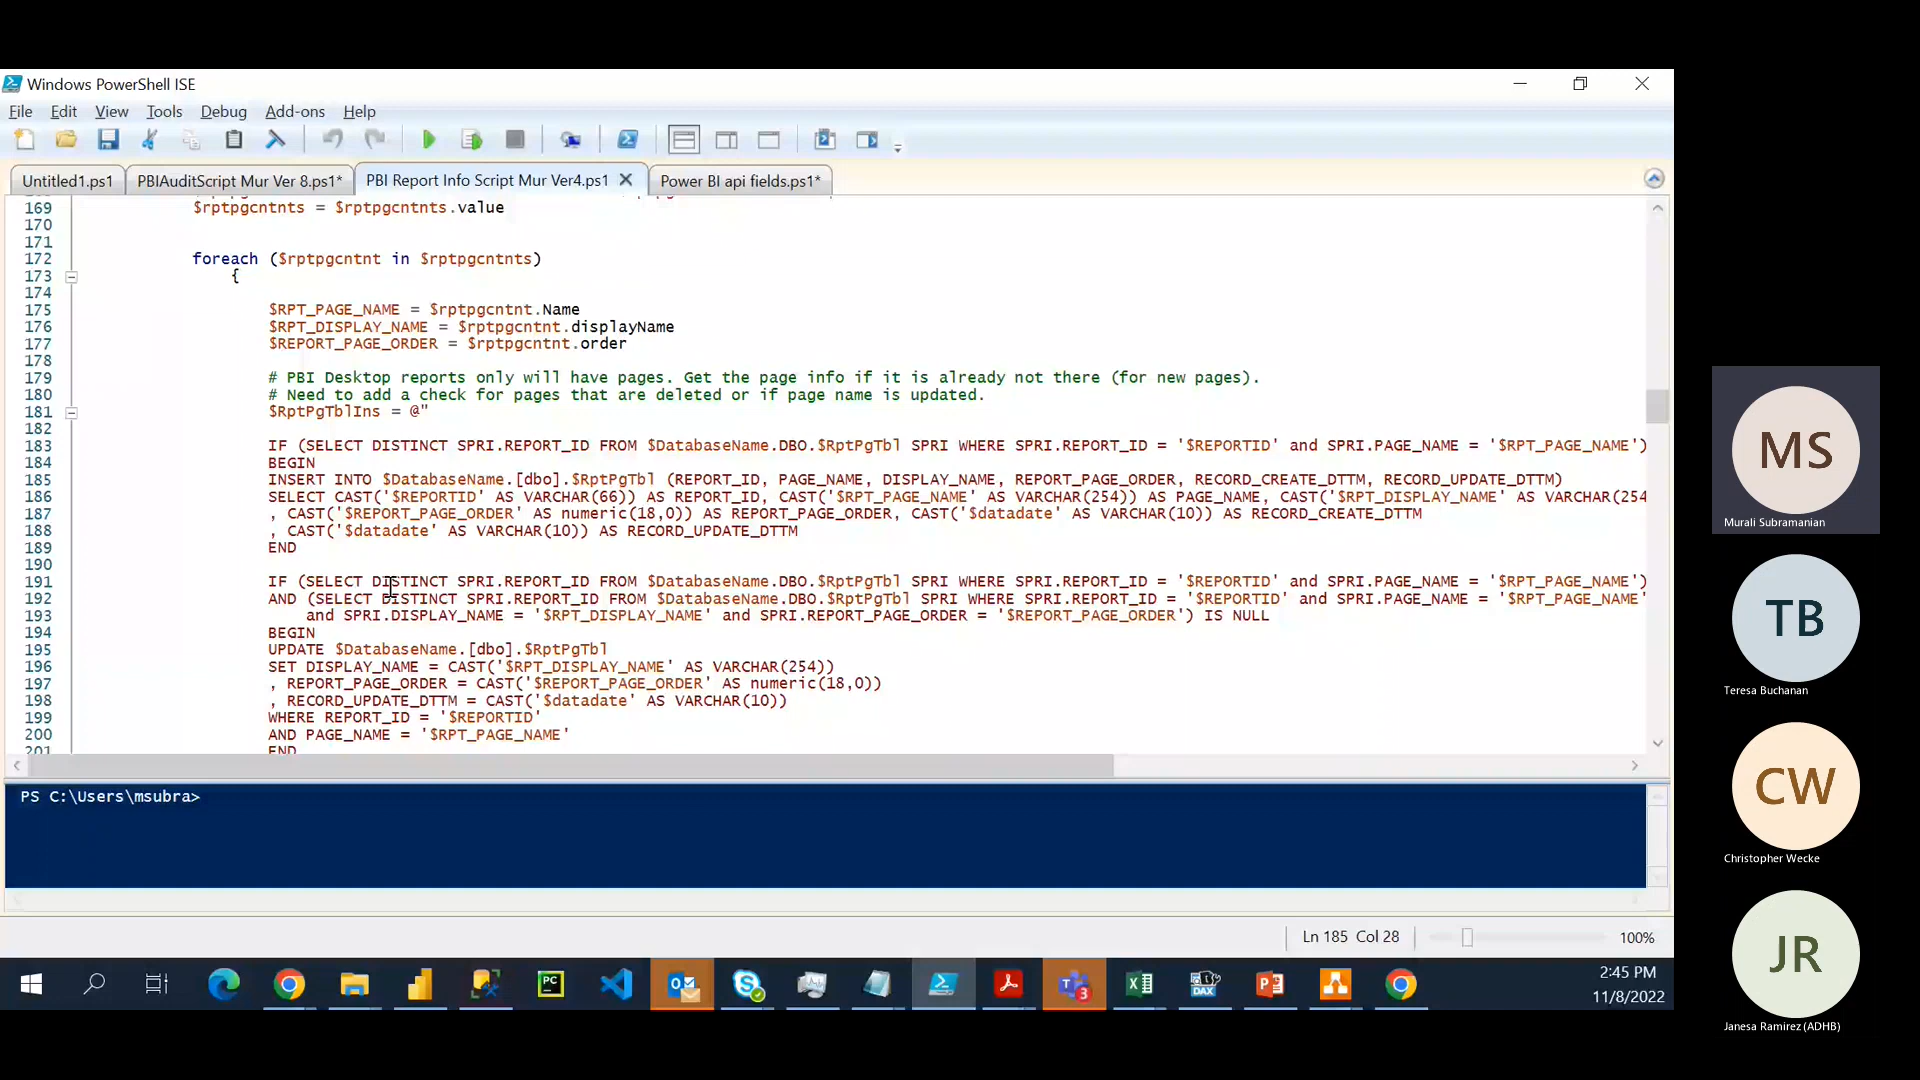 Windows PowerShell ISE
File Edit View Tools Debug Add-ons Help
Untitled1.ps1 PBIAuditScript Mur Ver 8.ps1* PBI Report Info Script Mur Ver4.ps1 Power BI api fields.ps1*
169 $rptpgcntnts = $rptpgcntnts.value
170
171
172 foreach ($rptpgcntnt in $rptpgcntnts)
173 {
174
175 $RPT_PAGE_NAME = $rptpgcntnt.Name
176 $RPT_DISPLAY_NAME = $rptpgcntnt.displayName
177 $REPORT_PAGE_ORDER = $rptpgcntnt.order
178
179 # PBI Desktop reports only will have pages. Get the page info if it is already not there (for new pages).
180 # Need to add a check for pages that are deleted or if page name is updated.
181 $RptPgTblIns = @"
182
183 IF (SELECT DISTINCT SPRI.REPORT_ID FROM $DatabaseName.DBO.$RptPgTbl SPRI WHERE SPRI.REPORT_ID = '$REPORTID' and SPRI.PAGE_NAME = '$RPT_PAGE_NAME')
184 BEGIN
185 INSERT INTO $DatabaseName.[dbo].$RptPgTbl (REPORT_ID, PAGE_NAME, DISPLAY_NAME, REPORT_PAGE_ORDER, RECORD_CREATE_DTTM, RECORD_UPDATE_DTTM)
186 SELECT CAST('$REPORTID' AS VARCHAR(66)) AS REPORT_ID, CAST('$RPT_PAGE_NAME' AS VARCHAR(254)) AS PAGE_NAME, CAST('$RPT_DISPLAY_NAME' AS VARCHAR(254
187 , CAST('$REPORT_PAGE_ORDER' AS numeric(18,0)) AS REPORT_PAGE_ORDER, CAST('$datadate' AS VARCHAR(10)) AS RECORD_CREATE_DTTM
188 , CAST('$datadate' AS VARCHAR(10)) AS RECORD_UPDATE_DTTM
189 END
190
191 IF (SELECT DISTINCT SPRI.REPORT_ID FROM $DatabaseName.DBO.$RptPgTbl SPRI WHERE SPRI.REPORT_ID = '$REPORTID' and SPRI.PAGE_NAME = '$RPT_PAGE_NAME')
192 AND (SELECT DISTINCT SPRI.REPORT_ID FROM $DatabaseName.DBO.$RptPgTbl SPRI WHERE SPRI.REPORT_ID = '$REPORTID' and SPRI.PAGE_NAME = '$RPT_PAGE_NAME'
193 and SPRI.DISPLAY_NAME = '$RPT_DISPLAY_NAME' and SPRI.REPORT_PAGE_ORDER = '$REPORT_PAGE_ORDER') IS NULL
194 BEGIN
195 UPDATE $DatabaseName.[dbo].$RptPgTbl
196 SET DISPLAY_NAME = CAST('$RPT_DISPLAY_NAME' AS VARCHAR(254))
197 , REPORT_PAGE_ORDER = CAST('$REPORT_PAGE_ORDER' AS numeric(18,0))
198 , RECORD_UPDATE_DTTM = CAST('$datadate' AS VARCHAR(10))
199 WHERE REPORT_ID = '$REPORTID'
200 AND PAGE_NAME = '$RPT_PAGE_NAME'
201 END
PS C:\Users\msubra>
Ln 185 Col 28 100%
2:45 PM
11/8/2022
MS
Murali Subramanian
TB
Teresa Buchanan
CW
Christopher Wecke
JR
Janesa Ramirez (ADHB)